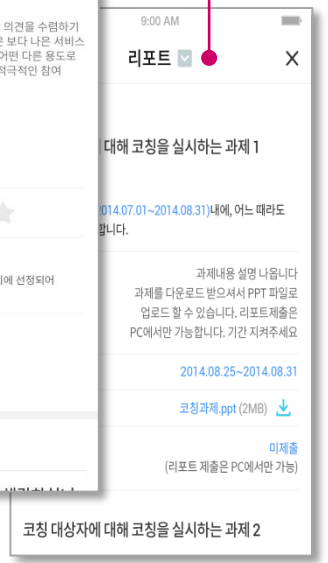 의견을 수렴하기
보다 나은 서비스
어떤 다른 용도로
적극적인 참여
에 선정되어
9:00 AM
리포트
X
대해 코칭을 실시하는 과제 1
2014.07.01~2014.08.31)내에, 어느 때라도
합니다.
과제내용 설명 나옵니다
과제를 다운로드 받으셔서 PPT 파일로
업로드 할 수 있습니다. 리포트제출은
PC에서만 가능합니다. 기간 지켜주세요
2014.08.25~2014.08.31
코칭과제.ppt (2MB)
미제출
(리포트 제출은 PC에서만 가능)
코칭 대상자에 대해 코칭을 실시하는 과제 2